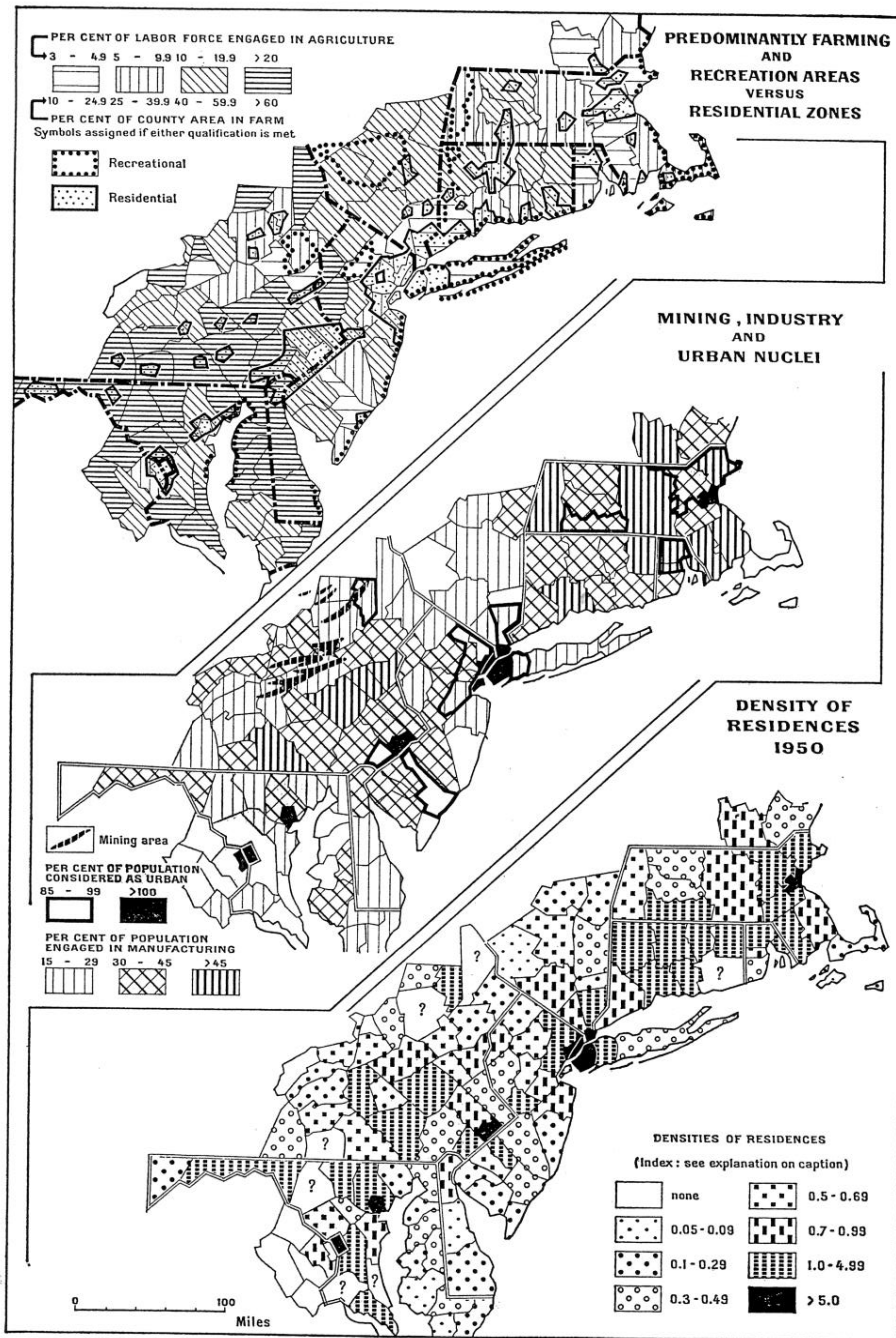 PER CENT OF LABOR FORCE ENGAGED IN AGRICULTURE
3 - 4.9 5 - 9.9 10 - 19.9 >20
10 - 24.9 25 - 39.9 40 - 59.9 >60
PER CENT OF COUNTY AREA IN FARM
Symbols assigned if either qualification is met
Recreational
Residential
PREDOMINANTLY FARMING
AND
RECREATION AREAS
VERSUS
RESIDENTIAL ZONES
MINING, INDUSTRY
AND
URBAN NUCLEI
Mining area
PER CENT OF POPULATION
CONSIDERED AS URBAN
85 - 99 >100
PER CENT OF POPULATION
ENGAGED IN MANUFACTURING
15 - 29 30 - 45 >45
DENSITY OF
RESIDENCES
1950
?
?
?
?
?
?
?
DENSITIES OF RESIDENCES
(Index : see explanation on caption)
none 0.5 - 0.69
0.05 - 0.09 0.7 - 0.99
0.1 - 0.29 1.0 - 4.99
0.3 - 0.49 > 5.0
0 100
Miles